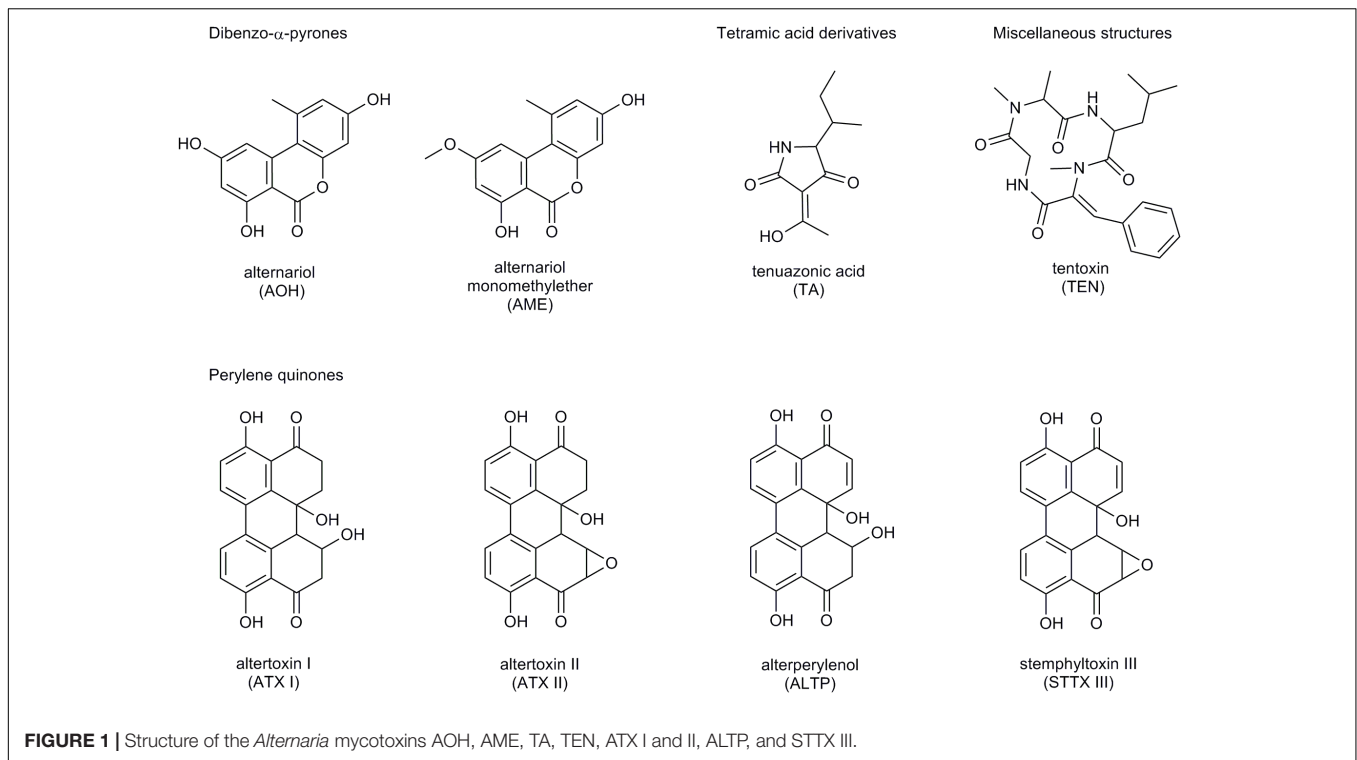 Dibenzo-α-pyrones
Tetramic acid derivatives
Miscellaneous structures
OH
HO
O
OH
O
alternariol
(AOH)
OH
O
O
OH
O
alternariol
monomethylether
(AME)
HN
O
O
HO
tenuazonic acid
(TA)
N
H
N
O
O
HN
N
O
O
tentoxin
(TEN)
Perylene quinones
OH
O
OH
OH
OH
O
altertoxin I
(ATX I)
OH
O
OH
O
OH
O
altertoxin II
(ATX II)
OH
O
OH
OH
OH
O
alterperylenol
(ALTP)
OH
O
OH
O
OH
O
stemphyltoxin III
(STTX III)
FIGURE 1 | Structure of the Alternaria mycotoxins AOH, AME, TA, TEN, ATX I and II, ALTP, and STTX III.